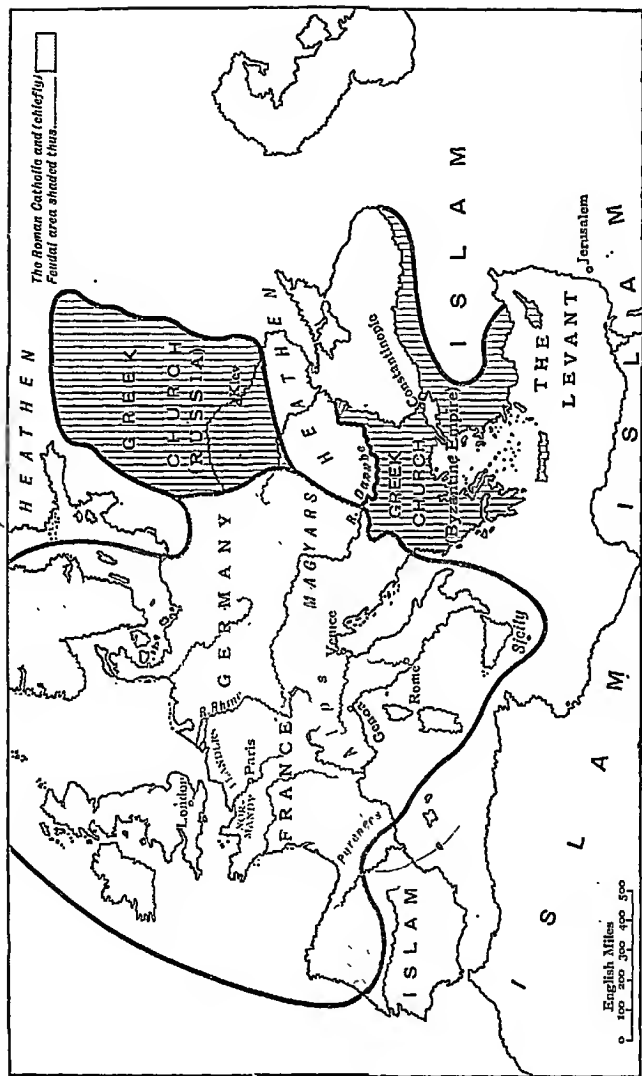 The Roman Catholic and (chiefly)
Feudal area shaded thus
HEATHEN
GREEK
CHURCH
(RUSSIA)
Kiev
HEATHEN
GERMANY
MAGYARS
R. Danube
GREEK
CHURCH
(Byzantine Empire)
Constantinople
ISLAM
THE
LEVANT
Jerusalem
ISLAM
London
FLANDERS
R. Rhine
NOR-
MANDY
Paris
FRANCE
Alps
Venice
Genoa
Rome
Sicily
Pyrenees
ISLAM
ISLAM
English Miles
0 100 200 300 400 500